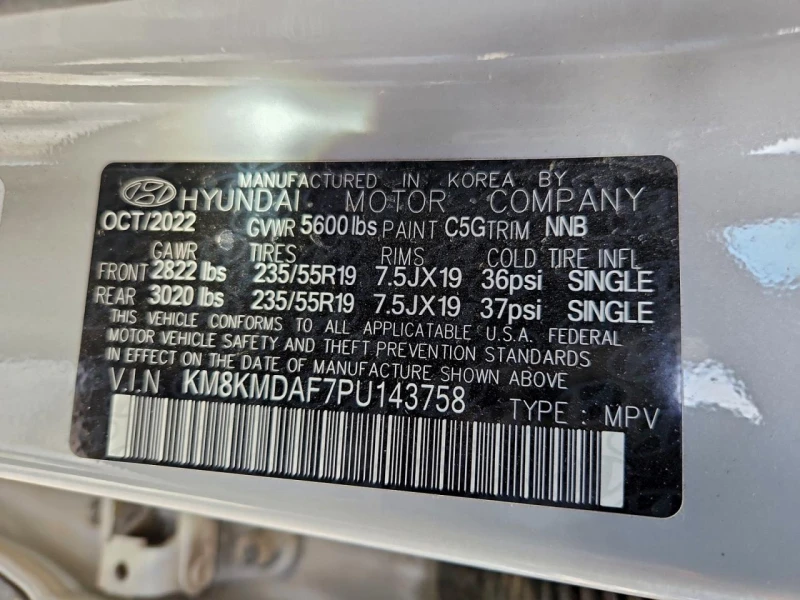 MANUFACTURED IN KOREA BY
HYUNDAI MOTOR COMPANY
OCT/2022 GVWR 5600 lbs PAINT C5G TRIM NNB
GAWR TIRES RIMS COLD TIRE INFL
FRONT 2822 lbs 235/55R19 7.5JX19 36psi SINGLE
REAR 3020 lbs 235/55R19 7.5JX19 37psi SINGLE
THIS VEHICLE CONFORMS TO ALL APPLICATABLE U.S.A. FEDERAL
MOTOR VEHICLE SAFETY AND THEFT PREVENTION STANDARDS
IN EFFECT ON THE DATE OF MANUFACTURE SHOWN ABOVE
V.I.N KM8KMDAF7PU143758 TYPE : MPV